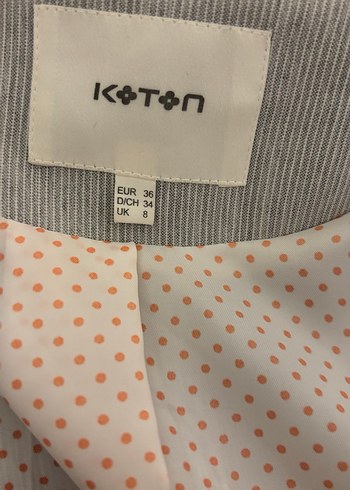 KOTON
EUR 36
D/CH 34
UK 8